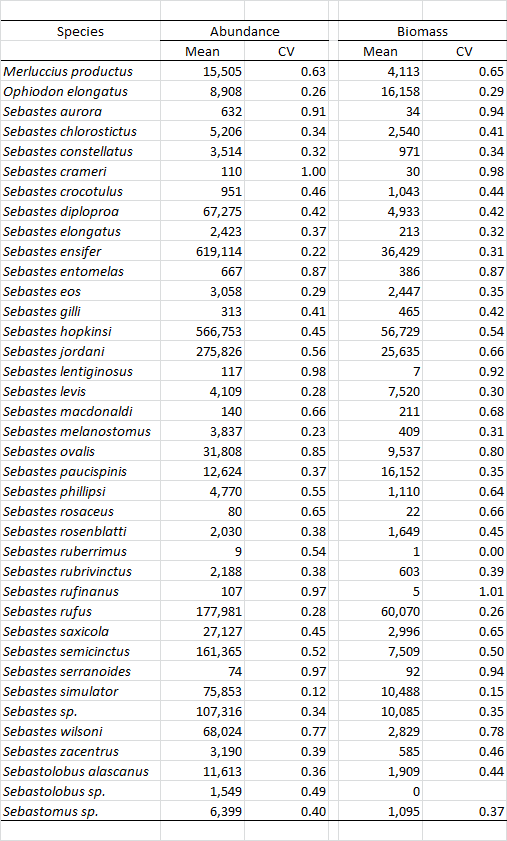 Species Abundance Biomass
Mean CV Mean CV
Merluccius productus 15,505 0.63 4,113 0.65
Ophiodon elongatus 8,908 0.26 16,158 0.29
Sebastes aurora 632 0.91 34 0.94
Sebastes chlorostictus 5,206 0.34 2,540 0.41
Sebastes constellatus 3,514 0.32 971 0.34
Sebastes crameri 110 1.00 30 0.98
Sebastes crocotulus 951 0.46 1,043 0.44
Sebastes diploproa 67,275 0.42 4,933 0.42
Sebastes elongatus 2,423 0.37 213 0.32
Sebastes ensifer 619,114 0.22 36,429 0.31
Sebastes entomelas 667 0.87 386 0.87
Sebastes eos 3,058 0.29 2,447 0.35
Sebastes gilli 313 0.41 465 0.42
Sebastes hopkinsi 566,753 0.45 56,729 0.54
Sebastes jordani 275,826 0.56 25,635 0.66
Sebastes lentiginosus 117 0.98 7 0.92
Sebastes levis 4,109 0.28 7,520 0.30
Sebastes macdonaldi 140 0.66 211 0.68
Sebastes melanostomus 3,837 0.23 409 0.31
Sebastes ovalis 31,808 0.85 9,537 0.80
Sebastes paucispinis 12,624 0.37 16,152 0.35
Sebastes phillipsi 4,770 0.55 1,110 0.64
Sebastes rosaceus 80 0.65 22 0.66
Sebastes rosenblatti 2,030 0.38 1,649 0.45
Sebastes ruberrimus 9 0.54 1 0.00
Sebastes rubrivinctus 2,188 0.38 603 0.39
Sebastes rufinanus 107 0.97 5 1.01
Sebastes rufus 177,981 0.28 60,070 0.26
Sebastes saxicola 27,127 0.45 2,996 0.65
Sebastes semicinctus 161,365 0.52 7,509 0.50
Sebastes serranoides 74 0.97 92 0.94
Sebastes simulator 75,853 0.12 10,488 0.15
Sebastes sp. 107,316 0.34 10,085 0.35
Sebastes wilsoni 68,024 0.77 2,829 0.78
Sebastes zacentrus 3,190 0.39 585 0.46
Sebastolobus alascanus 11,613 0.36 1,909 0.44
Sebastolobus sp. 1,549 0.49 0
Sebastomus sp. 6,399 0.40 1,095 0.37